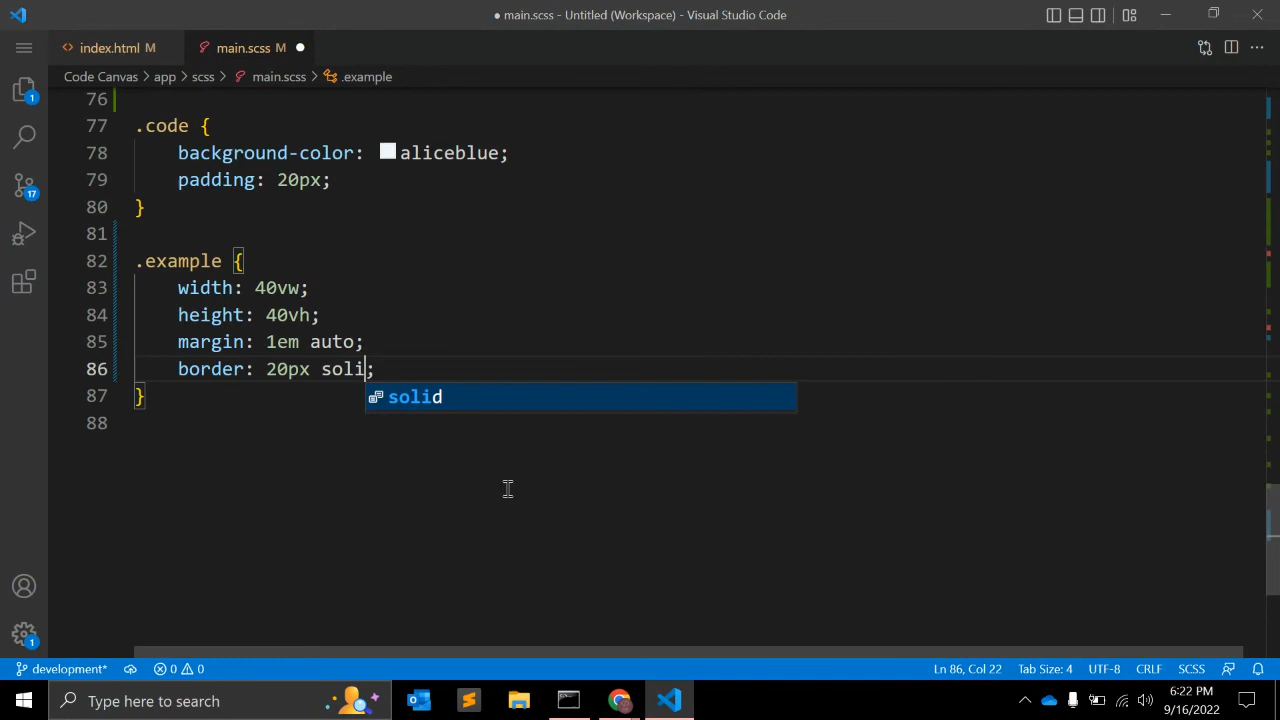 ● main.scss - Untitled (Workspace) - Visual Studio Code
index.html M
main.scss M ●
Code Canvas > app > scss > main.scss > .example
76
77 .code {
78 background-color: aliceblue;
79 padding: 20px;
80 }
81
82 .example {
83 width: 40vw;
84 height: 40vh;
85 margin: 1em auto;
86 border: 20px soli;
solid
87 }
88
1
17
1
development*
0 0
Ln 86, Col 22
Tab Size: 4
UTF-8
CRLF
SCSS
Type here to search
6:22 PM
9/16/2022